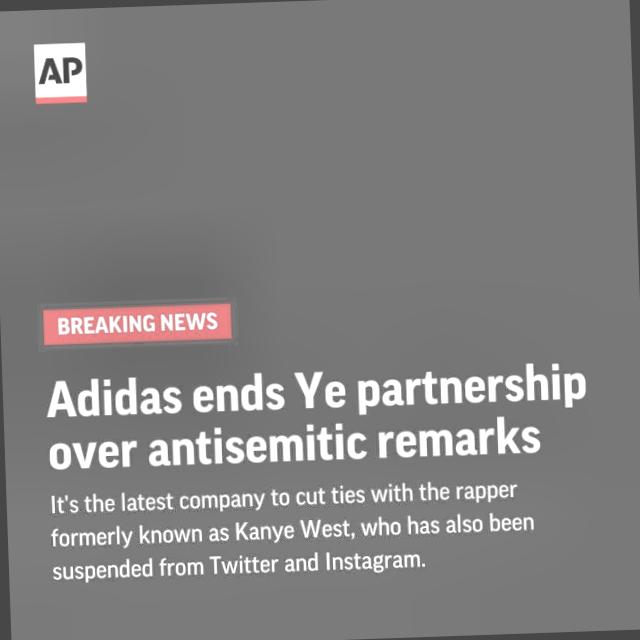 AP
BREAKING NEWS
Adidas ends Ye partnership
over antisemitic remarks
It's the latest company to cut ties with the rapper
formerly known as Kanye West, who has also been
suspended from Twitter and Instagram.